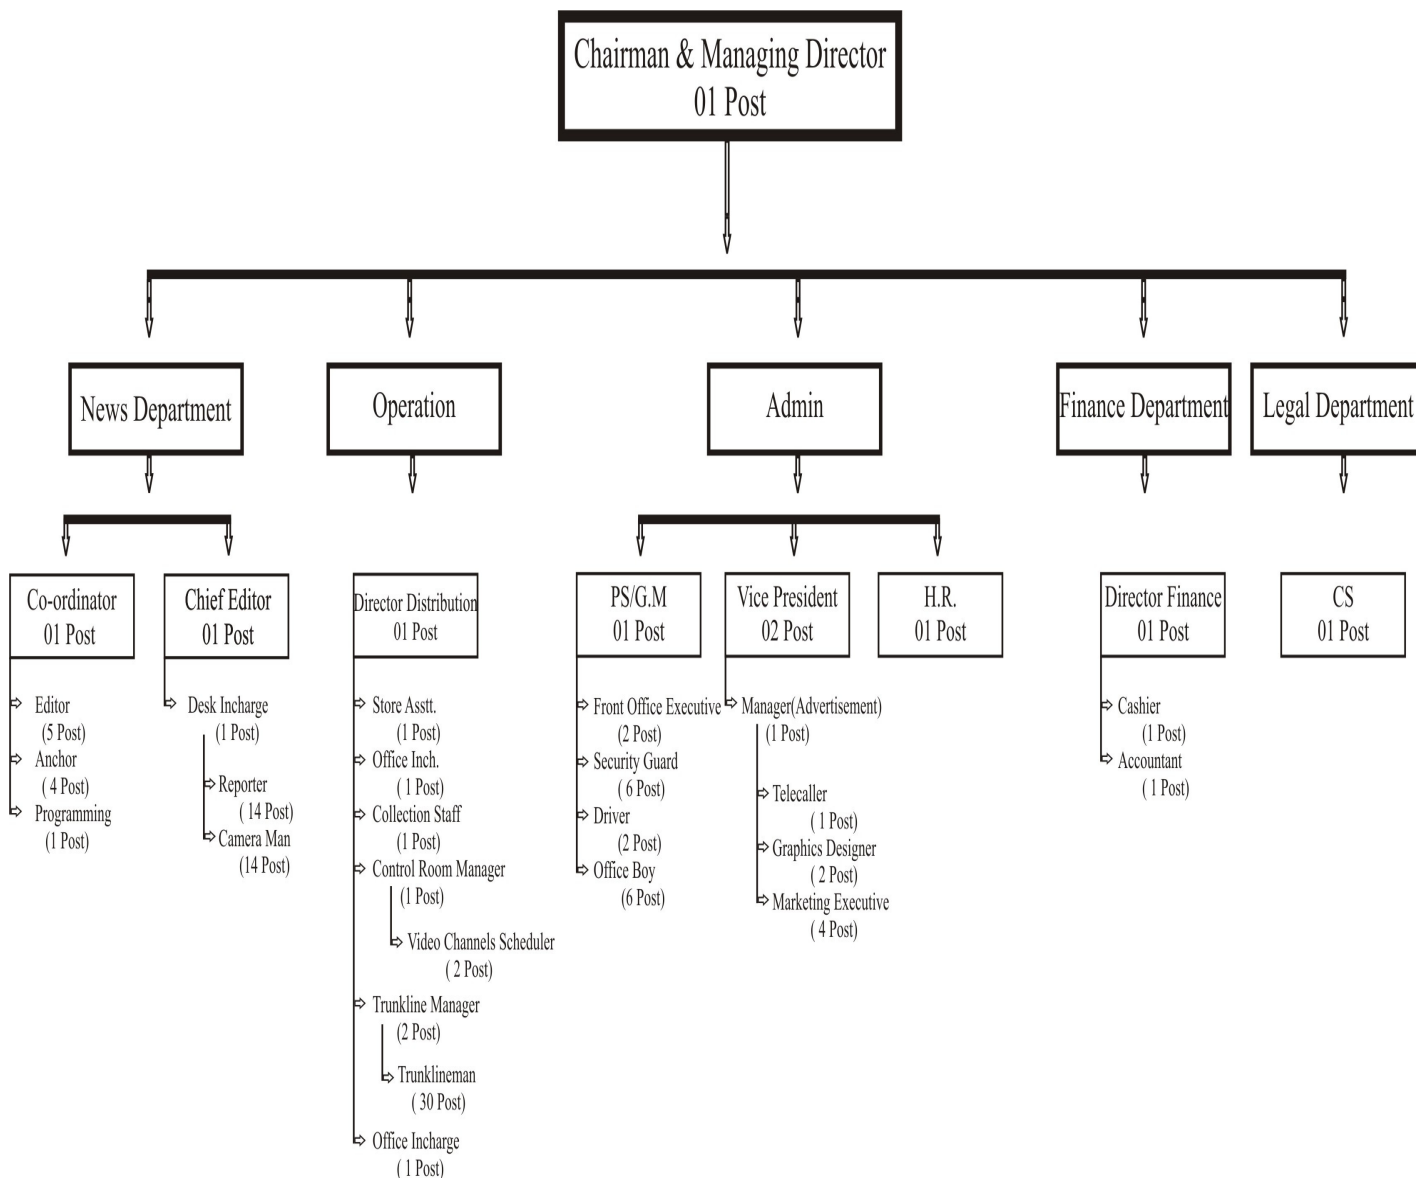 Chairman & Managing Director
01 Post
News Department
Operation
Admin
Finance Department
Legal Department
Co-ordinator
01 Post
Editor
(5 Post)
Anchor
( 4 Post)
Programming
(1 Post)
Chief Editor
01 Post
Desk Incharge
(1 Post)
Reporter
( 14 Post)
Camera Man
(14 Post)
Director Distribution
01 Post
Store Asstt.
(1 Post)
Office Inch.
( 1 Post)
Collection Staff
(1 Post)
Control Room Manager
(1 Post)
Video Channels Scheduler
( 2 Post)
Trunkline Manager
(2 Post)
Trunklineman
( 30 Post)
Office Incharge
( 1 Post)
PS/G.M
01 Post
Front Office Executive
(2 Post)
Security Guard
( 6 Post)
Driver
(2 Post)
Office Boy
(6 Post)
Vice President
02 Post
Manager(Advertisement)
(1 Post)
Telecaller
( 1 Post)
Graphics Designer
( 2 Post)
Marketing Executive
( 4 Post)
H.R.
01 Post
Director Finance
01 Post
Cashier
(1 Post)
Accountant
( 1 Post)
CS
01 Post